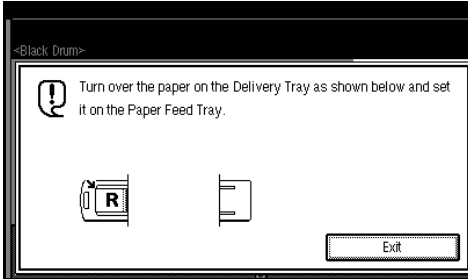 <Black Drum>
Turn over the paper on the Delivery Tray as shown below and set
it on the Paper Feed Tray.
R
Exit